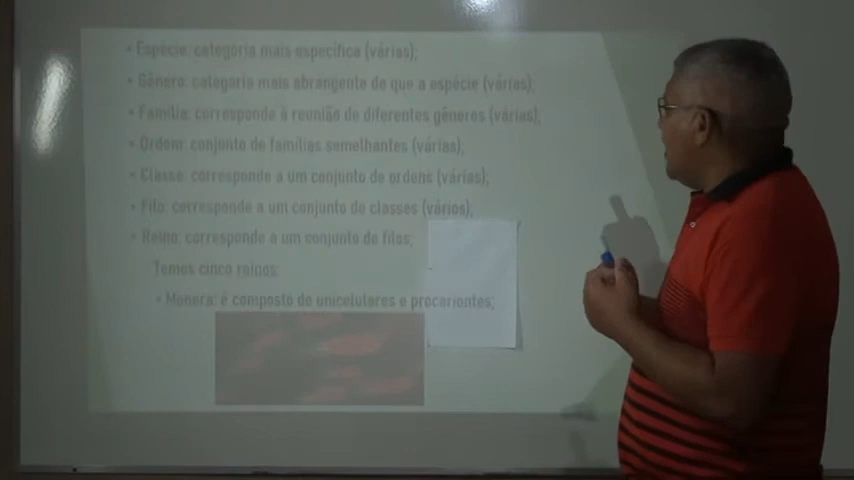 • Espécie: categoria mais específica (várias);
• Gênero: categoria mais abrangente do que a espécie (várias);
• Família: corresponde à reunião de diferentes gêneros (várias);
• Ordem: conjunto de famílias semelhantes (várias);
• Classe: corresponde a um conjunto de ordens (várias);
• Filo: corresponde a um conjunto de classes (vários);
• Reino: corresponde a um conjunto de filos;
Temos cinco reinos:
• Monera: é composto do unicelulares e procariontes;